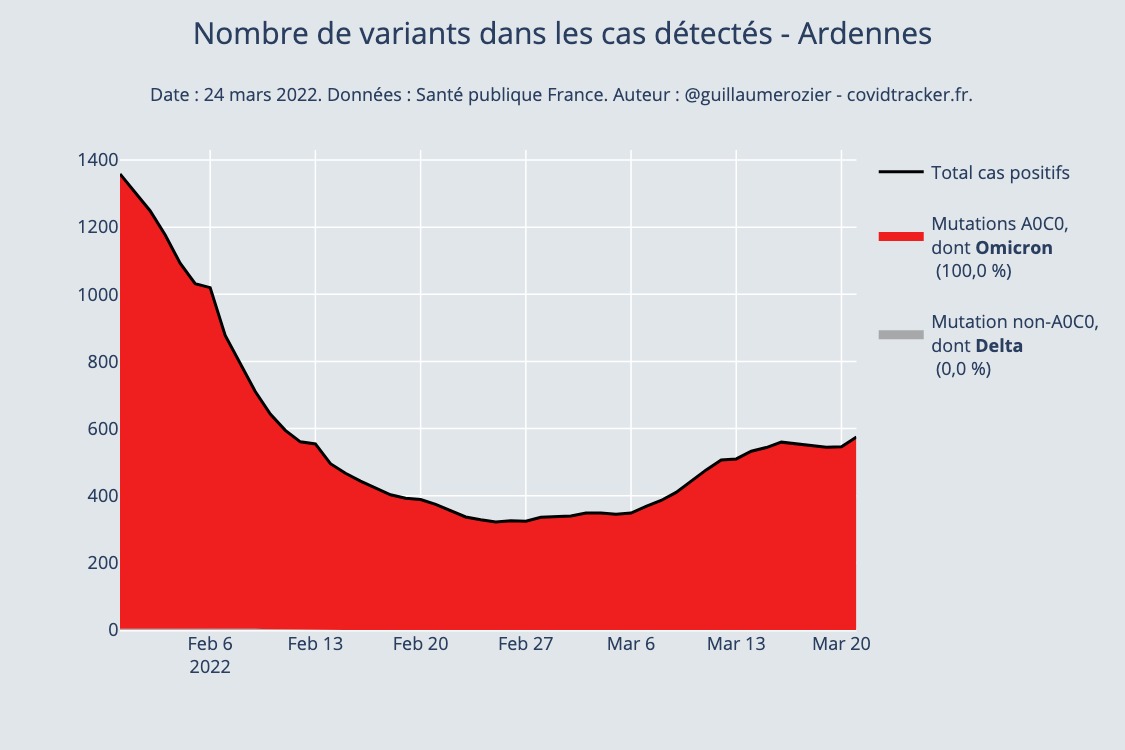 Nombre de variants dans les cas détectés - Ardennes
Date : 24 mars 2022. Données : Santé publique France. Auteur : @guillaumerozier - covidtracker.fr.
1400
1200
1000
800
600
400
200
0
Feb 6
2022
Feb 13
Feb 20
Feb 27
Mar 6
Mar 13
Mar 20
Total cas positifs
Mutations A0C0,
dont Omicron
(100,0 %)
Mutation non-A0C0,
dont Delta
(0,0 %)